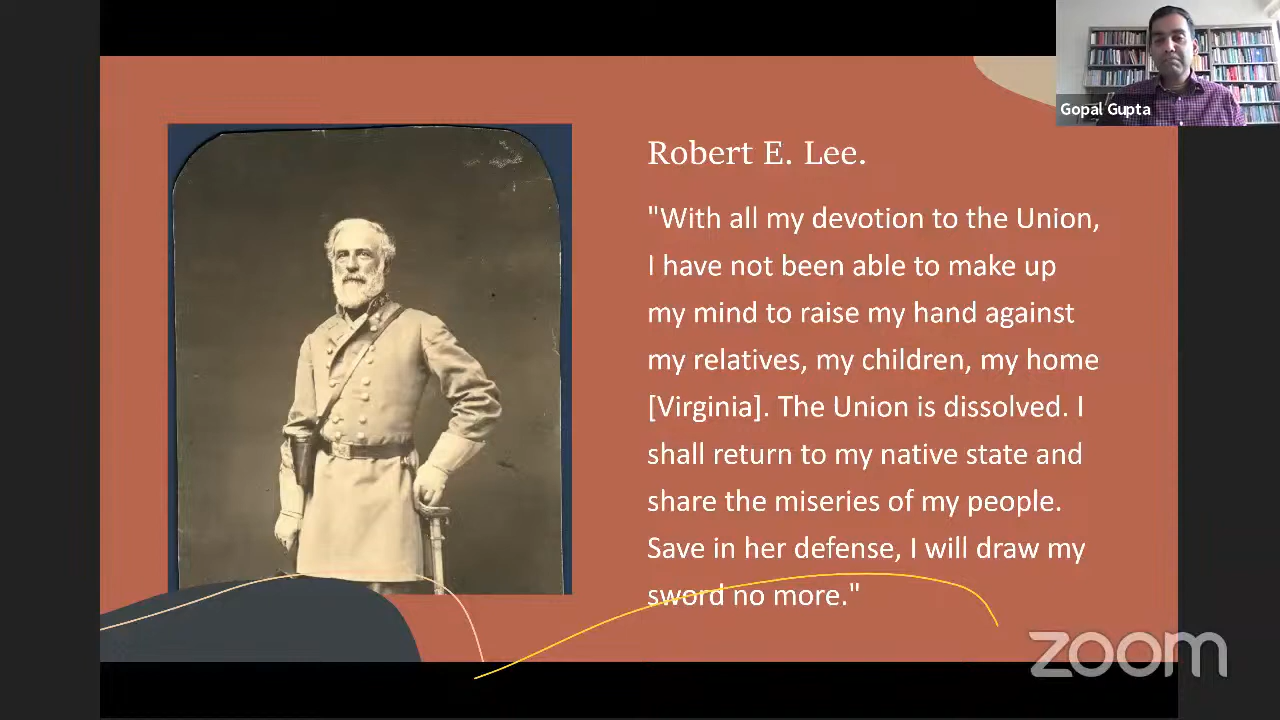 Gopal Gupta
Robert E. Lee.
"With all my devotion to the Union,
I have not been able to make up
my mind to raise my hand against
my relatives, my children, my home
[Virginia]. The Union is dissolved. I
shall return to my native state and
share the miseries of my people.
Save in her defense, I will draw my
sword no more."
zoom